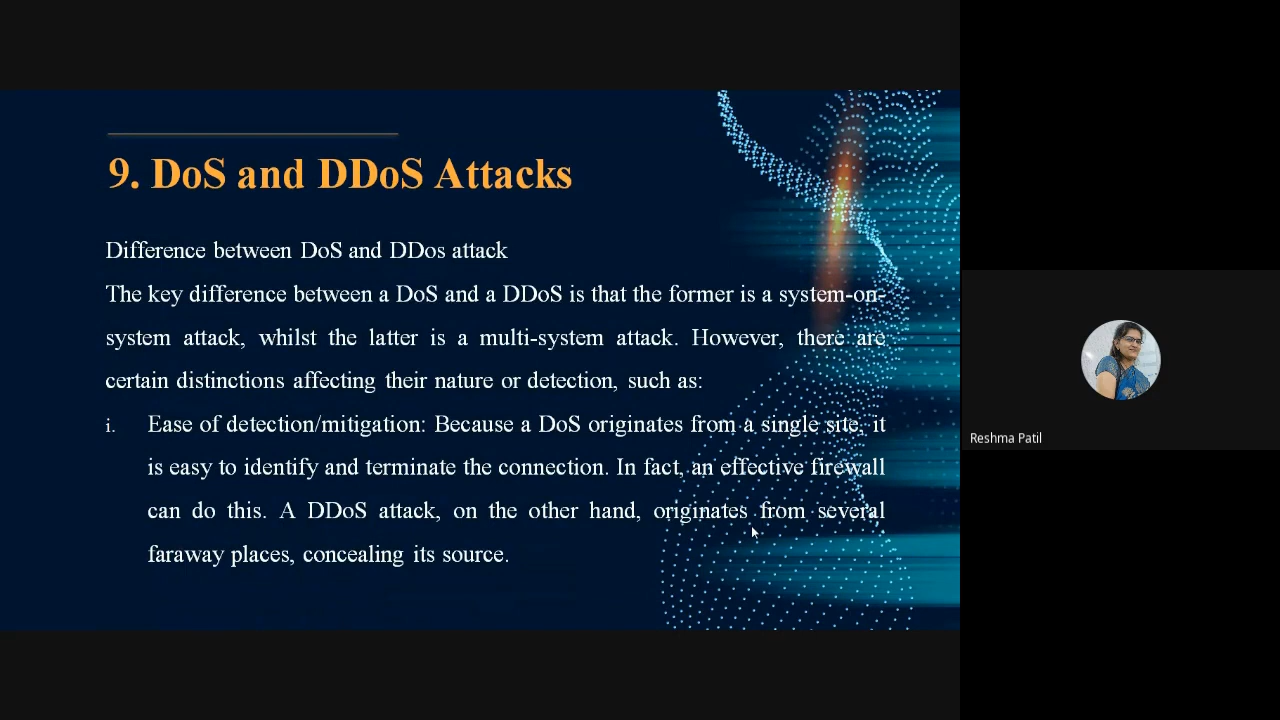 9. DoS and DDoS Attacks
Difference between DoS and DDos attack
The key difference between a DoS and a DDoS is that the former is a system-on-
system attack, whilst the latter is a multi-system attack. However, there are
certain distinctions affecting their nature or detection, such as:
i. Ease of detection/mitigation: Because a DoS originates from a single site, it
is easy to identify and terminate the connection. In fact, an effective firewall
can do this. A DDoS attack, on the other hand, originates from several
faraway places, concealing its source.
Reshma Patil